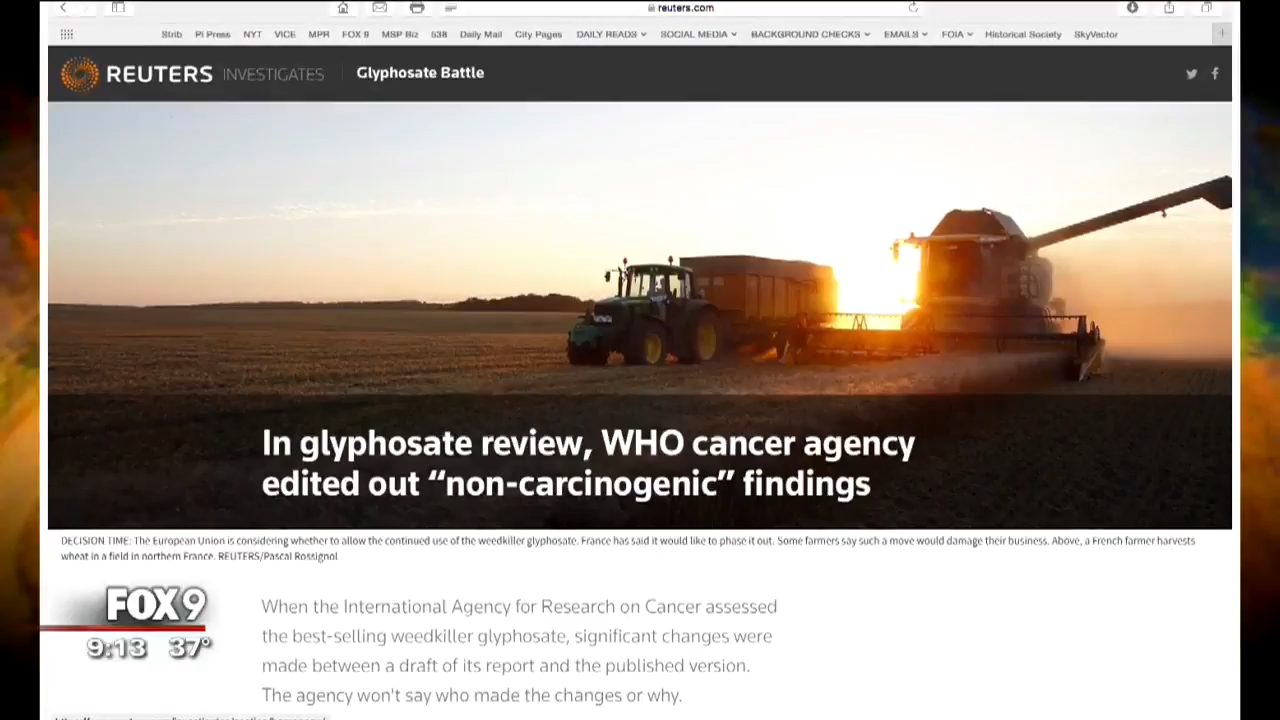 reuters.com
Strib Pi Press NYT VICE MPR FOX 9 MSP Biz 538 Daily Mail City Pages DAILY READS SOCIAL MEDIA BACKGROUND CHECKS EMAILS FOIA Historical Society SkyVector
REUTERS INVESTIGATES Glyphosate Battle
In glyphosate review, WHO cancer agency
edited out “non-carcinogenic” findings
DECISION TIME: The European Union is considering whether to allow the continued use of the weedkiller glyphosate. France has said it would like to phase it out. Some farmers say such a move would damage their business. Above, a French farmer harvests
wheat in a field in northern France. REUTERS/Pascal Rossignol
When the International Agency for Research on Cancer assessed
the best-selling weedkiller glyphosate, significant changes were
made between a draft of its report and the published version.
The agency won't say who made the changes or why.
FOX 9
9:13 37°